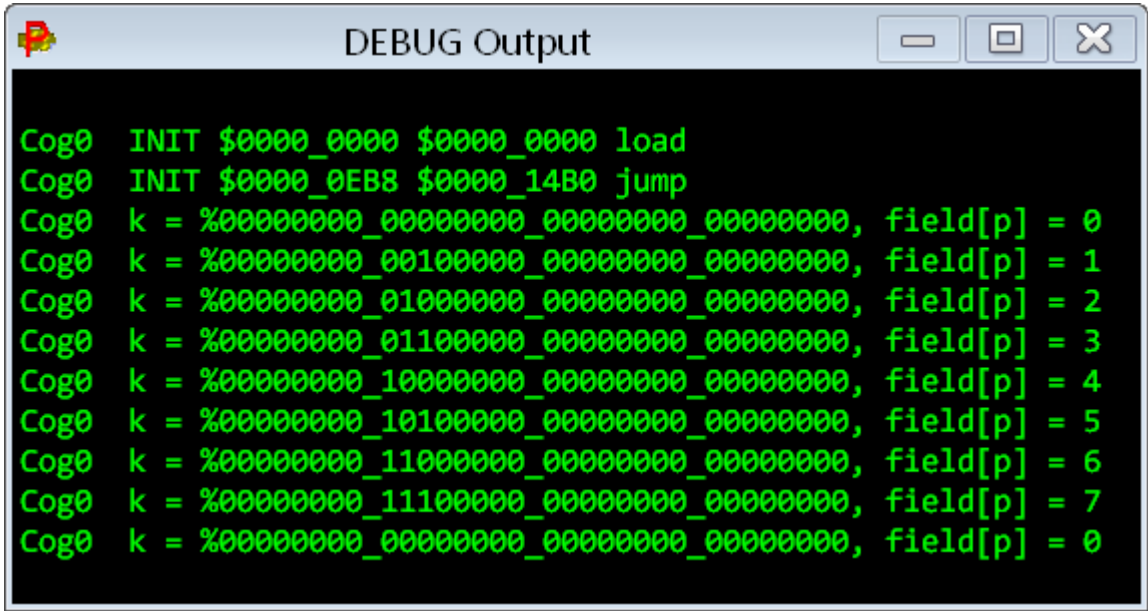 DEBUG Output
Cog0  INIT $0000_0000 $0000_0000 load
Cog0  INIT $0000_0EB8 $0000_14B0 jump
Cog0  k = %00000000_00000000_00000000_00000000, field[p] = 0
Cog0  k = %00000000_00100000_00000000_00000000, field[p] = 1
Cog0  k = %00000000_01000000_00000000_00000000, field[p] = 2
Cog0  k = %00000000_01100000_00000000_00000000, field[p] = 3
Cog0  k = %00000000_10000000_00000000_00000000, field[p] = 4
Cog0  k = %00000000_10100000_00000000_00000000, field[p] = 5
Cog0  k = %00000000_11000000_00000000_00000000, field[p] = 6
Cog0  k = %00000000_11100000_00000000_00000000, field[p] = 7
Cog0  k = %00000000_00000000_00000000_00000000, field[p] = 0